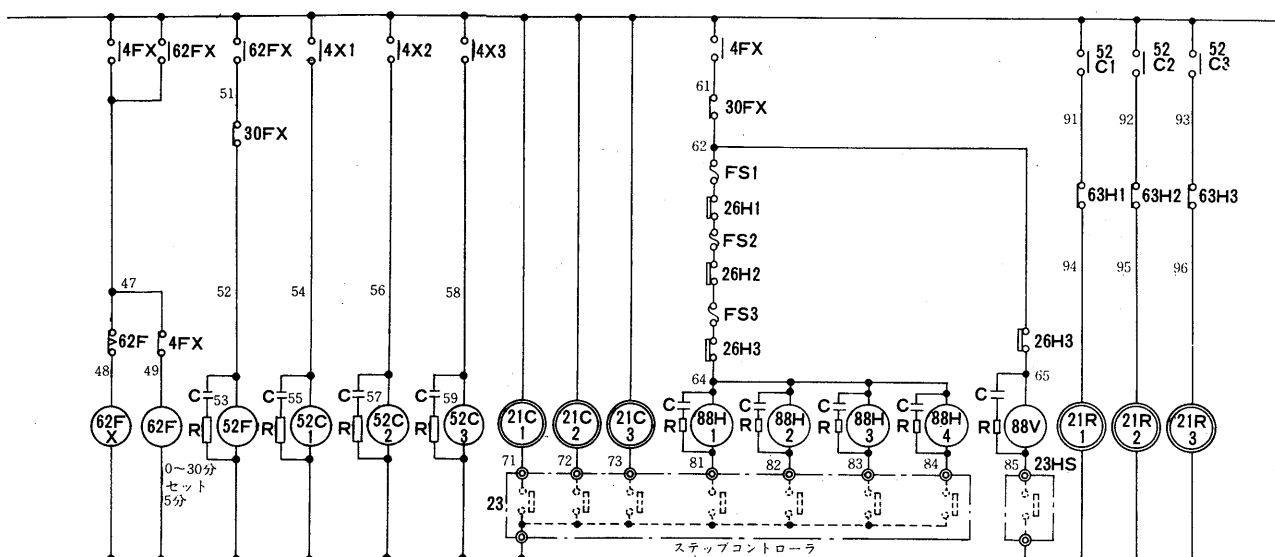 4FX
62FX
62FX
4X1
4X2
4X3
4FX
52
C1
52
C2
52
C3
51
61
30FX
30FX
91
92
93
62
FS1
26H1
63H1
63H2
63H3
FS2
26H2
94
95
96
47
52
54
56
58
FS3
62F
4FX
26H3
26H3
48
49
64
65
C
53
C
55
C
57
C
59
C
C
C
C
C
62F
X
62F
R
52F
R
52C
1
R
52C
2
R
52C
3
21C
1
21C
2
21C
3
R
88H
1
R
88H
2
R
88H
3
R
88H
4
R
88V
21R
1
21R
2
21R
3
0〜30分
セット
5分
71
72
73
81
82
83
84
85
23HS
23
ステップコントローラ